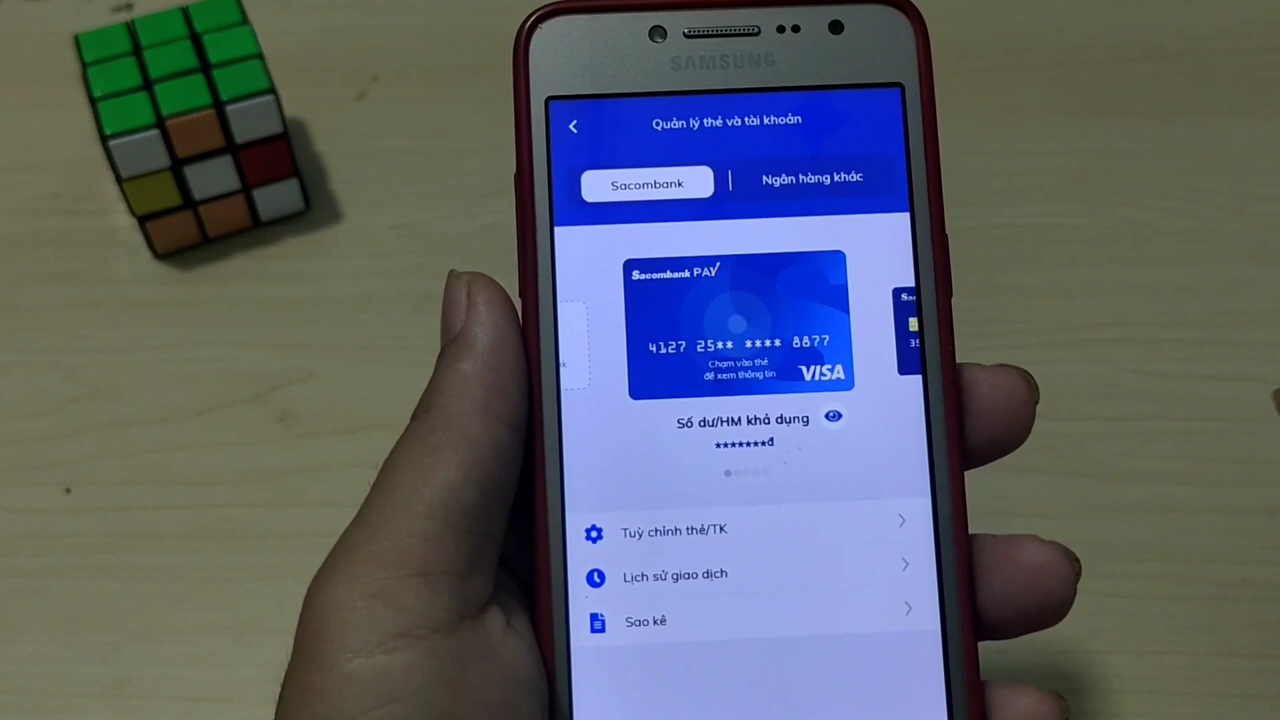 SAMSUNG
Quản lý thẻ và tài khoản
Sacombank
Ngân hàng khác
Sacombank PAY
4127 25** **** 8877
Chạm vào thẻ
để xem thông tin
VISA
35
k
Số dư/HM khả dụng
*******đ
Tuỳ chỉnh thẻ/TK
Lịch sử giao dịch
Sao kê